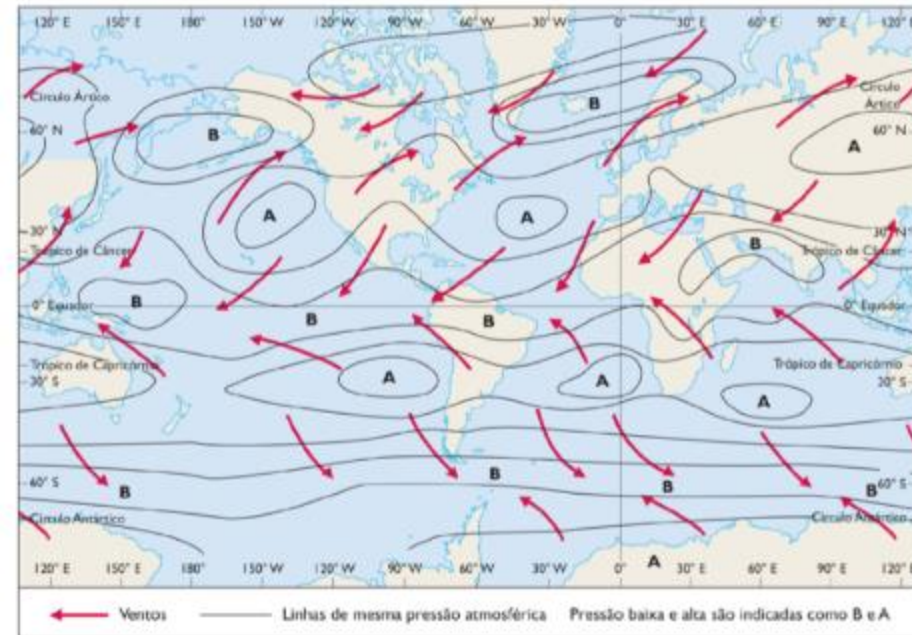 120° E 150° E 180° 150° W 120° W 90° W 60° W 30° W 0° 30° E 60° E 90° E 120° E
Círculo Ártico
Círculo Ártico
60° N
60° N
B
B
A
A
A
30° N
30° N
Trópico de Câncer
B
Trópico de Câncer
0° Equador
B
0° Equador
B
B
Trópico de Capricórnio
Trópico de Capricórnio
30° S
30° S
A
A
A
60° S
B
B
B
B
60° S
Círculo Antártico
Círculo Antártico
A
120° E 150° E 180° 150° W 120° W 90° W 60° W 30° W 0° 30° E 60° E 90° E 120° E
Ventos Linhas de mesma pressão atmosférica Pressão baixa e alta são indicadas como B e A